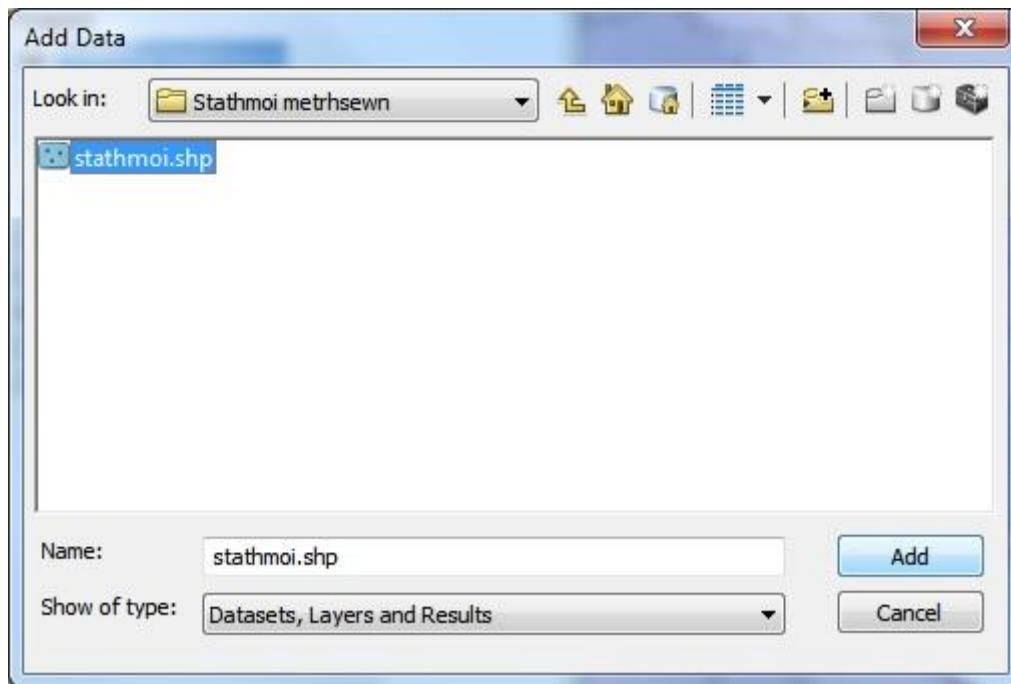 Add Data
Look in: Stathmoi metrhsewn
stathmoi.shp
Name: stathmoi.shp Add
Show of type: Datasets, Layers and Results Cancel